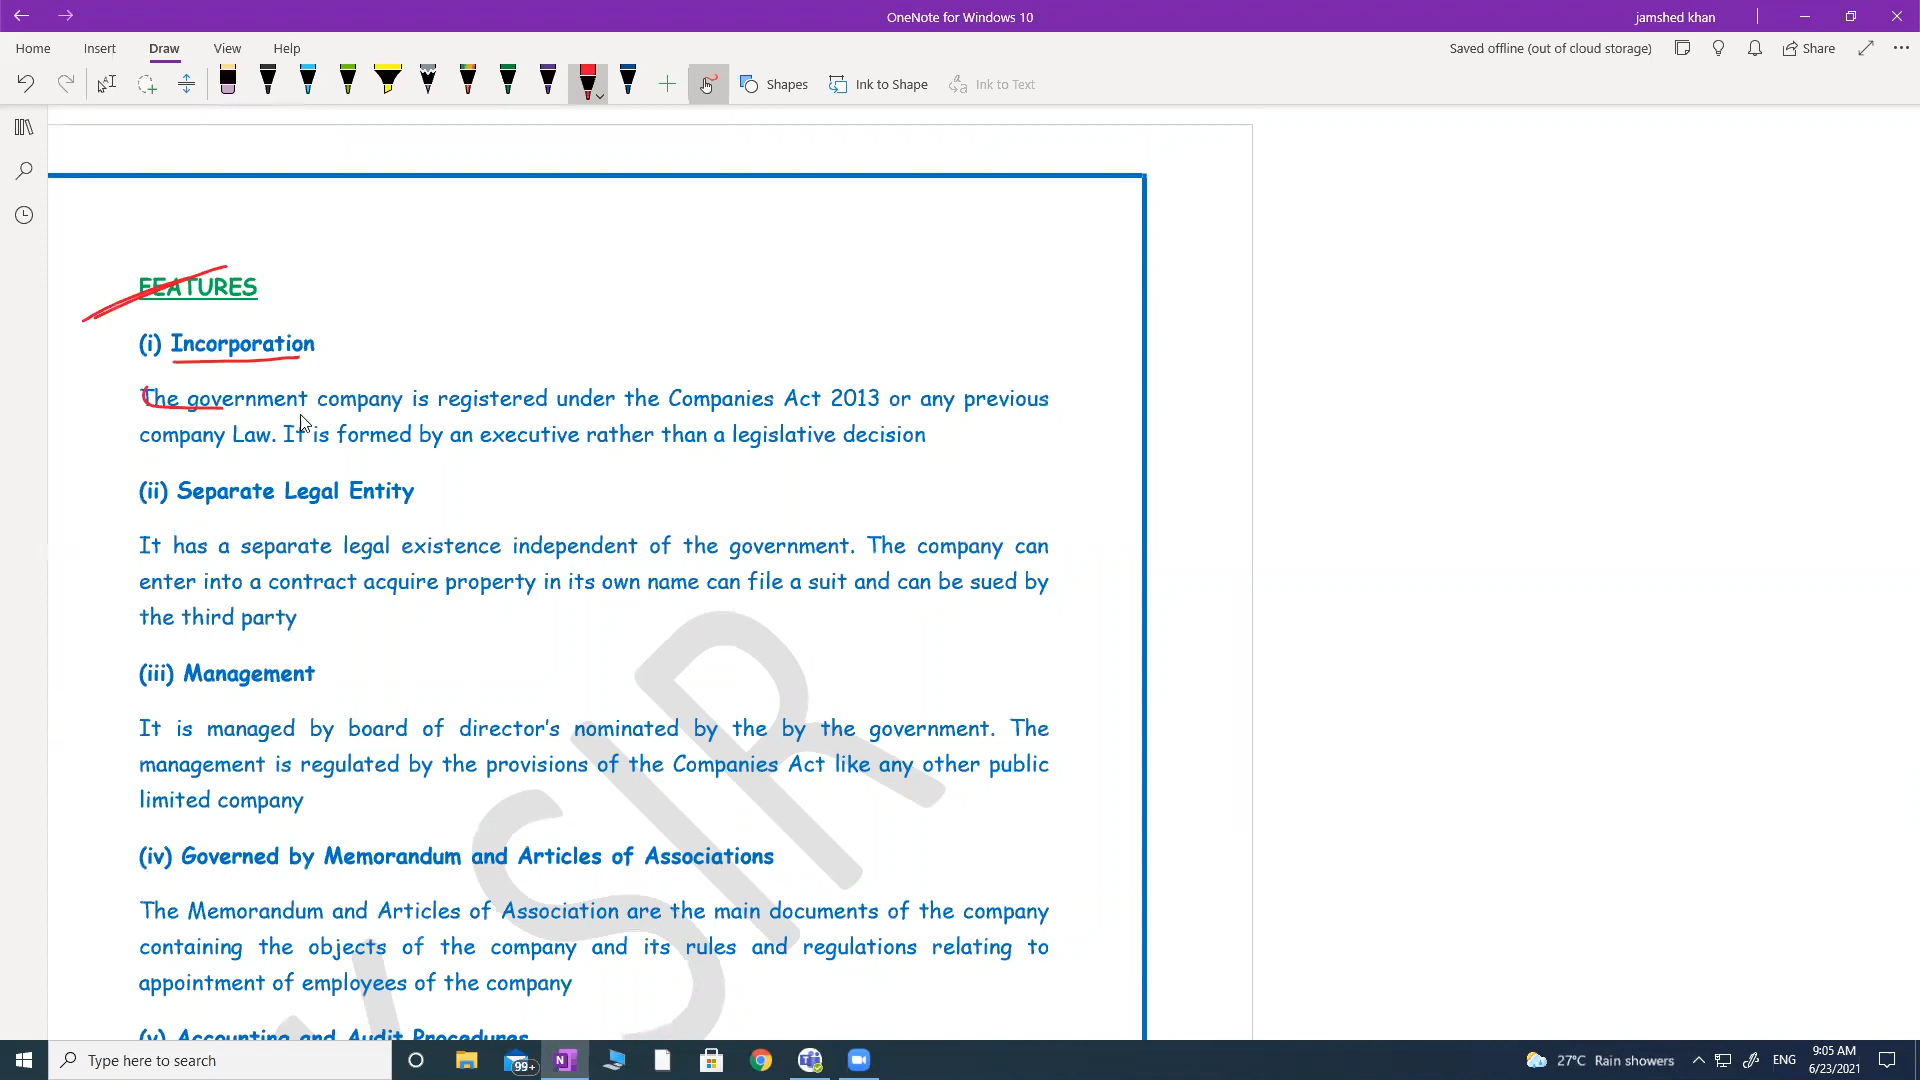 OneNote for Windows 10
jamshed khan
Home Insert Draw View Help
Saved offline (out of cloud storage)
Share
Shapes
Ink to Shape
Ink to Text
FEATURES
(i) Incorporation
The government company is registered under the Companies Act 2013 or any previous
company Law. It is formed by an executive rather than a legislative decision
(ii) Separate Legal Entity
It has a separate legal existence independent of the government. The company can
enter into a contract acquire property in its own name can file a suit and can be sued by
the third party
(iii) Management
It is managed by board of director's nominated by the by the government. The
management is regulated by the provisions of the Companies Act like any other public
limited company
(iv) Governed by Memorandum and Articles of Associations
The Memorandum and Articles of Association are the main documents of the company
containing the objects of the company and its rules and regulations relating to
appointment of employees of the company
(v) Accounting and Audit Procedures
SIR
Type here to search
99+
27°C Rain showers
ENG
9:05 AM
6/23/2021